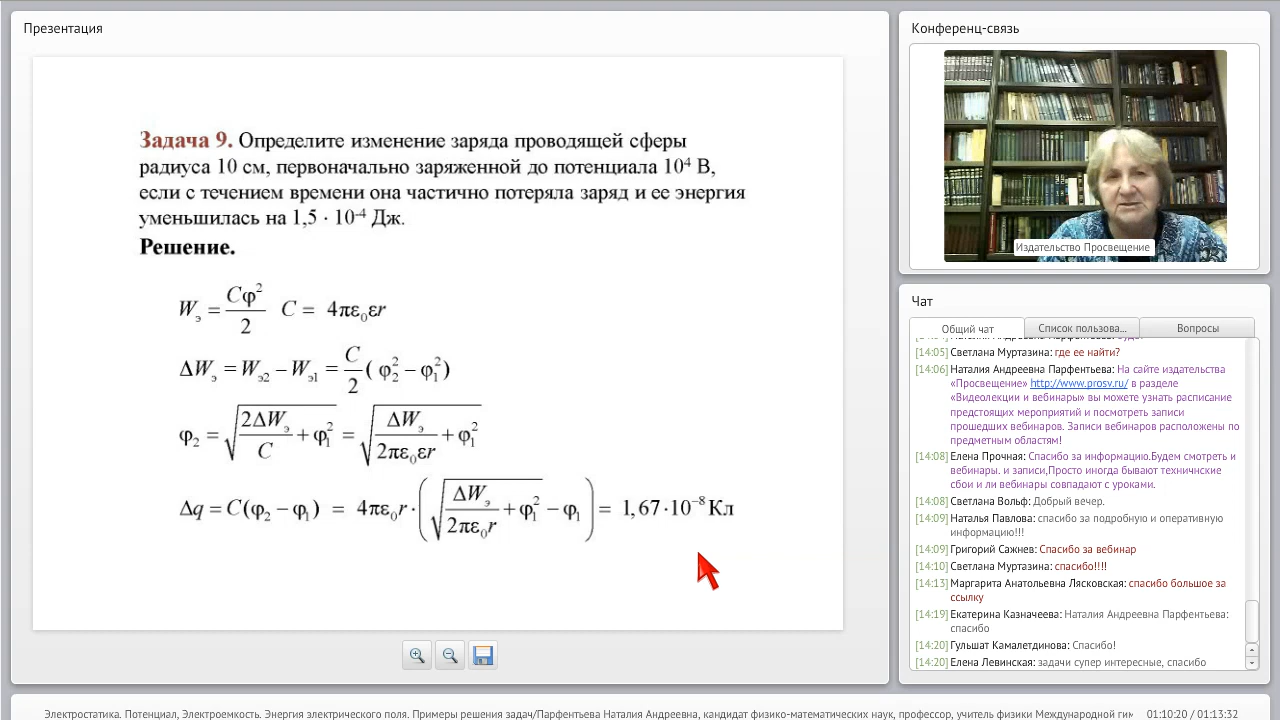 Презентация
Задача 9. Определите изменение заряда проводящей сферы
радиуса 10 см, первоначально заряженной до потенциала 10⁴ В,
если с течением времени она частично потеряла заряд и ее энергия
уменьшилась на 1,5 · 10⁻⁴ Дж.
Решение.
Wэ = Cφ²/2   C = 4πε₀εr
ΔWэ = Wэ2 − Wэ1 = C/2 ( φ₂² − φ₁² )
φ₂ = √(2ΔWэ/C + φ₁²) = √(ΔWэ/2πε₀εr + φ₁²)
Δq = C(φ₂ − φ₁) = 4πε₀r · (√(ΔWэ/2πε₀r + φ₁²) − φ₁) = 1,67·10⁻⁸ Кл
Конференц-связь
Издательство Просвещение
Чат
Общий чат
Список пользова...
Вопросы
[14:05] Светлана Муртазина: где ее найти?
[14:06] Наталия Андреевна Парфентьева: На сайте издательства
«Просвещение» http://www.prosv.ru/ в разделе
«Видеолекции и вебинары» вы можете узнать расписание
предстоящих мероприятий и посмотреть записи
прошедших вебинаров. Записи вебинаров расположены по
предметным областям!
[14:08] Елена Прочная: Спасибо за информацию.Будем смотреть и
вебинары. и записи,Просто иногда бывают техничнские
сбои и ли вебинары совпадают с уроками.
[14:08] Светлана Вольф: Добрый вечер.
[14:09] Наталья Павлова: спасибо за подробную и оперативную
информацию!!!
[14:09] Григорий Сажнев: Спасибо за вебинар
[14:10] Светлана Муртазина: спасибо!!!!
[14:13] Маргарита Анатольевна Лясковская: спасибо большое за
ссылку
[14:19] Екатерина Казначеева: Наталия Андреевна Парфентьева:
спасибо
[14:20] Гульшат Камалетдинова: Спасибо!
[14:20] Елена Левинская: задачи супер интересные, спасибо
Электростатика. Потенциал, Электроемкость. Энергия электрического поля. Примеры решения задач/Парфентьева Наталия Андреевна, кандидат физико-математических наук, профессор, учитель физики Международной гим
01:10:20 / 01:13:32